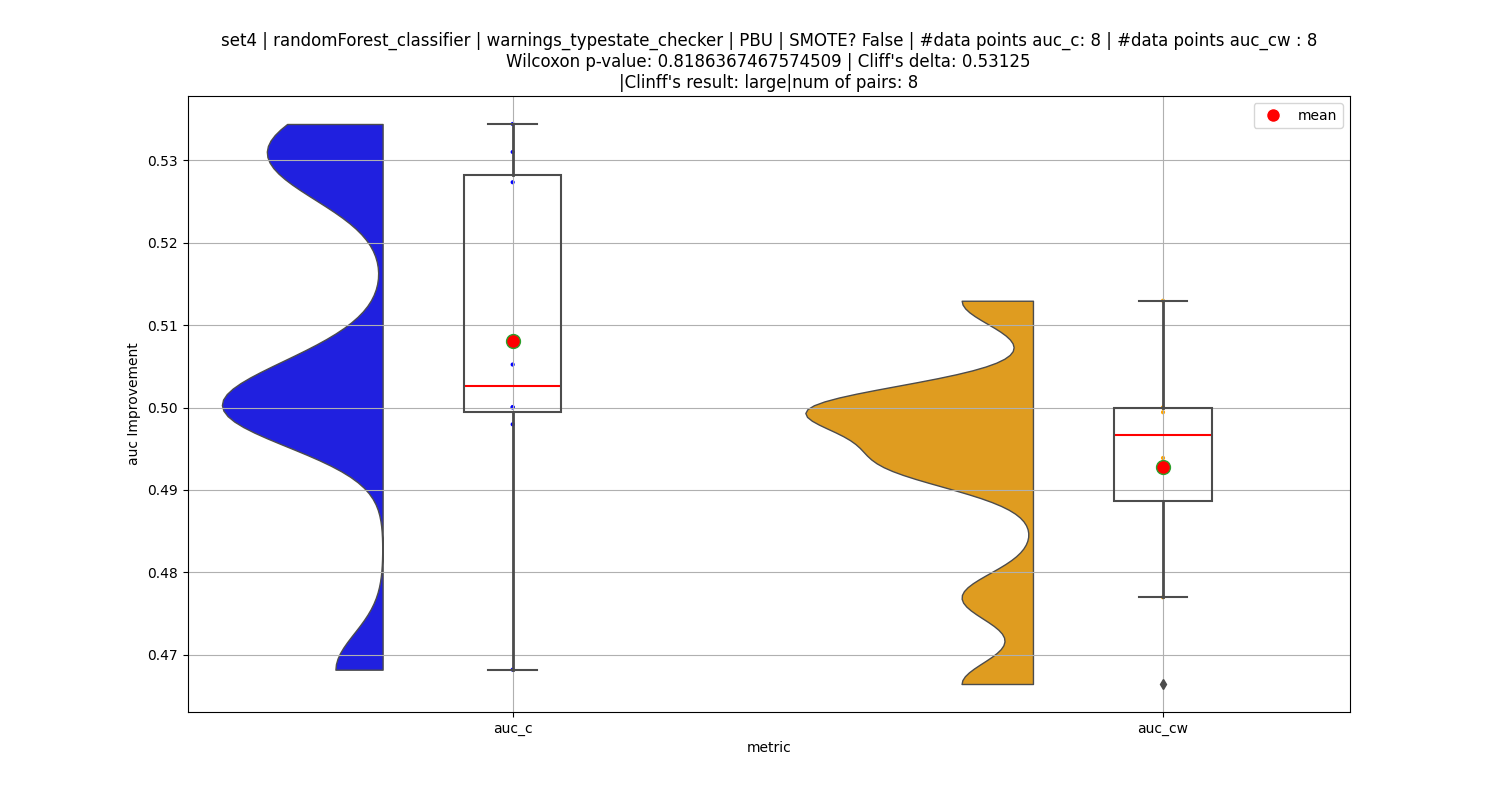 set4 | randomForest_classifier | warnings_typestate_checker | PBU | SMOTE? False | #data points auc_c: 8 | #data points auc_cw : 8
Wilcoxon p-value: 0.8186367467574509 | Cliff's delta: 0.53125
|Clinff's result: large|num of pairs: 8
mean
0.53
0.52
0.51
0.50
0.49
0.48
0.47
auc Improvement
auc_c
auc_cw
metric